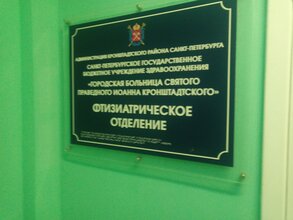 АДМИНИСТРАЦИЯ КРОНШТАДТСКОГО РАЙОНА САНКТ-ПЕТЕРБУРГА
САНКТ-ПЕТЕРБУРГСКОЕ ГОСУДАРСТВЕННОЕ
БЮДЖЕТНОЕ УЧРЕЖДЕНИЕ ЗДРАВООХРАНЕНИЯ
«ГОРОДСКАЯ БОЛЬНИЦА СВЯТОГО
ПРАВЕДНОГО ИОАННА КРОНШТАДТСКОГО»
ФТИЗИАТРИЧЕСКОЕ
ОТДЕЛЕНИЕ